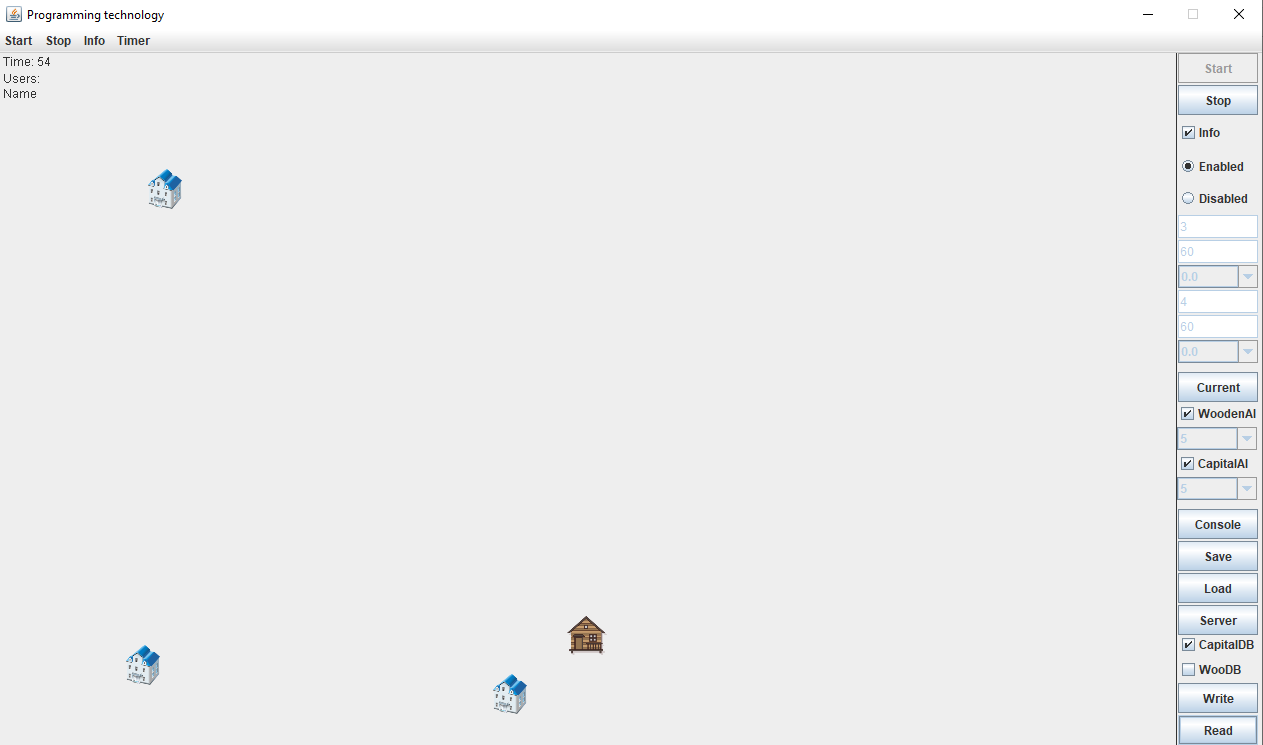 Programming technology
Start Stop Info Timer
Time: 54
Users:
Name
Start
Stop
Info
Enabled
Disabled
3
60
0.0
4
60
0.0
Current
WoodenAI
5
CapitalAI
5
Console
Save
Load
Server
CapitalDB
WooDB
Write
Read